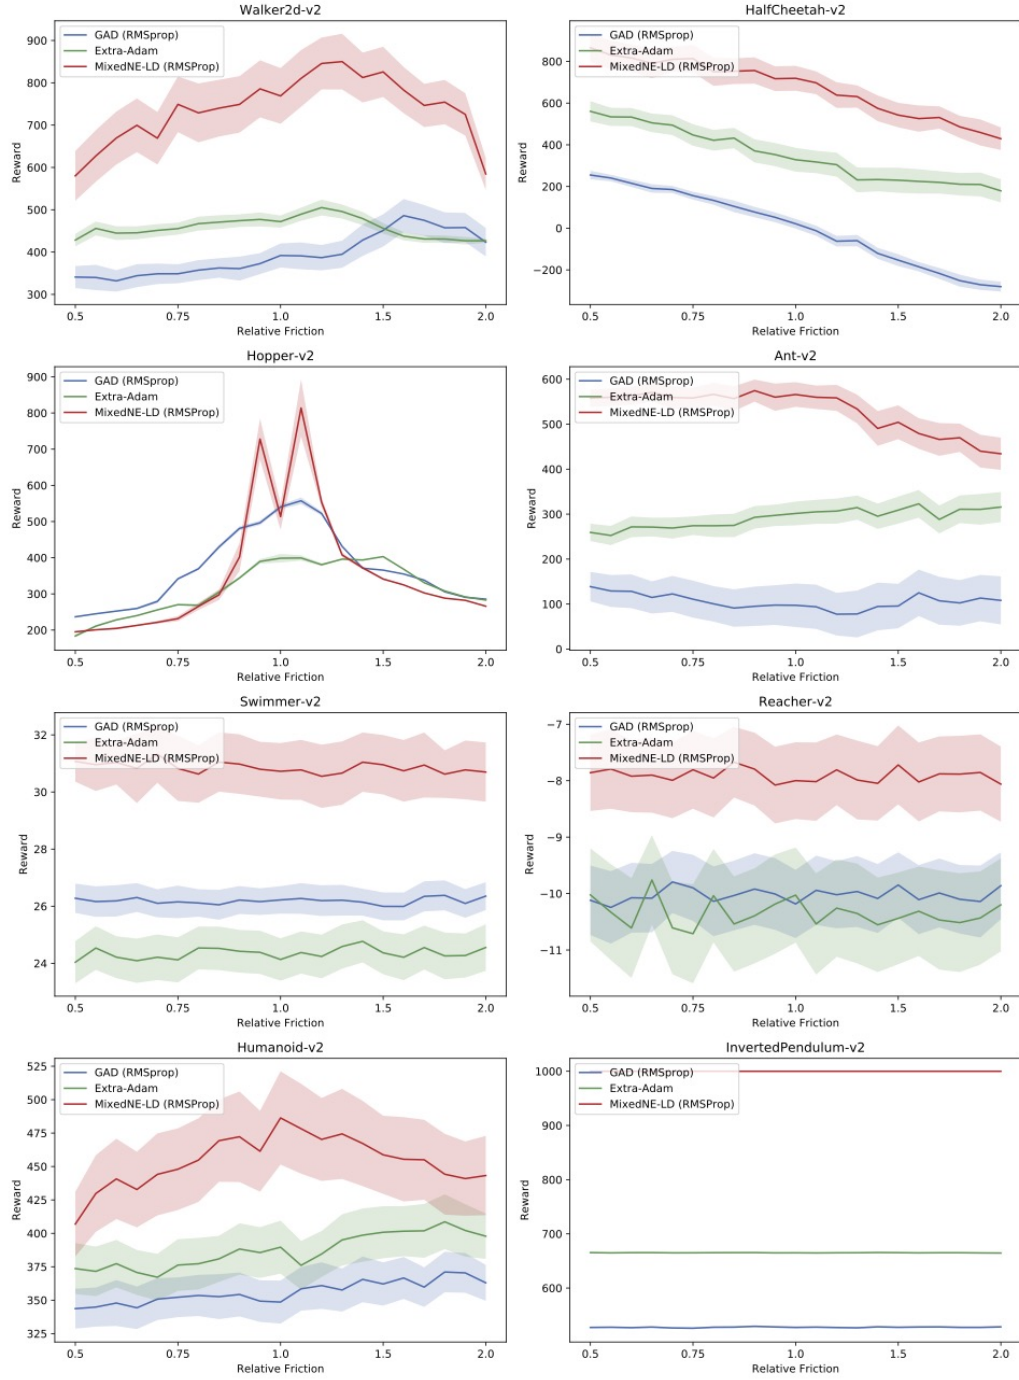 Walker2d-v2
GAD (RMSprop)
Extra-Adam
MixedNE-LD (RMSProp)
900
800
700
600
500
400
300
Reward
0.5 0.75 1.0 1.5 2.0
Relative Friction
HalfCheetah-v2
GAD (RMSprop)
Extra-Adam
MixedNE-LD (RMSProp)
800
600
400
200
0
−200
Reward
0.5 0.75 1.0 1.5 2.0
Relative Friction
Hopper-v2
GAD (RMSprop)
Extra-Adam
MixedNE-LD (RMSProp)
900
800
700
600
500
400
300
200
Reward
0.5 0.75 1.0 1.5 2.0
Relative Friction
Ant-v2
GAD (RMSprop)
Extra-Adam
MixedNE-LD (RMSProp)
600
500
400
300
200
100
0
Reward
0.5 0.75 1.0 1.5 2.0
Relative Friction
Swimmer-v2
GAD (RMSprop)
Extra-Adam
MixedNE-LD (RMSProp)
32
30
28
26
24
Reward
0.5 0.75 1.0 1.5 2.0
Relative Friction
Reacher-v2
GAD (RMSprop)
Extra-Adam
MixedNE-LD (RMSProp)
−7
−8
−9
−10
−11
Reward
0.5 0.75 1.0 1.5 2.0
Relative Friction
Humanoid-v2
GAD (RMSprop)
Extra-Adam
MixedNE-LD (RMSProp)
525
500
475
450
425
400
375
350
325
Reward
0.5 0.75 1.0 1.5 2.0
Relative Friction
InvertedPendulum-v2
GAD (RMSprop)
Extra-Adam
MixedNE-LD (RMSProp)
1000
900
800
700
600
Reward
0.5 0.75 1.0 1.5 2.0
Relative Friction